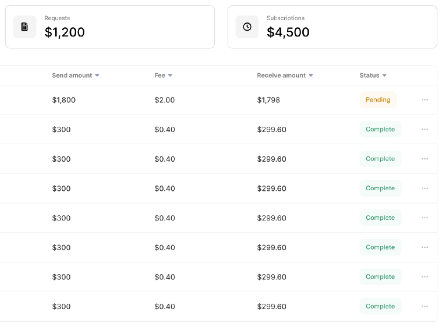 Requests
$1,200
Subscriptions
$4,500
Send amount Fee Receive amount Status
$1,800 $2.00 $1,798 Pending
$300 $0.40 $299.60 Complete
$300 $0.40 $299.60 Complete
$300 $0.40 $299.60 Complete
$300 $0.40 $299.60 Complete
$300 $0.40 $299.60 Complete
$300 $0.40 $299.60 Complete
$300 $0.40 $299.60 Complete